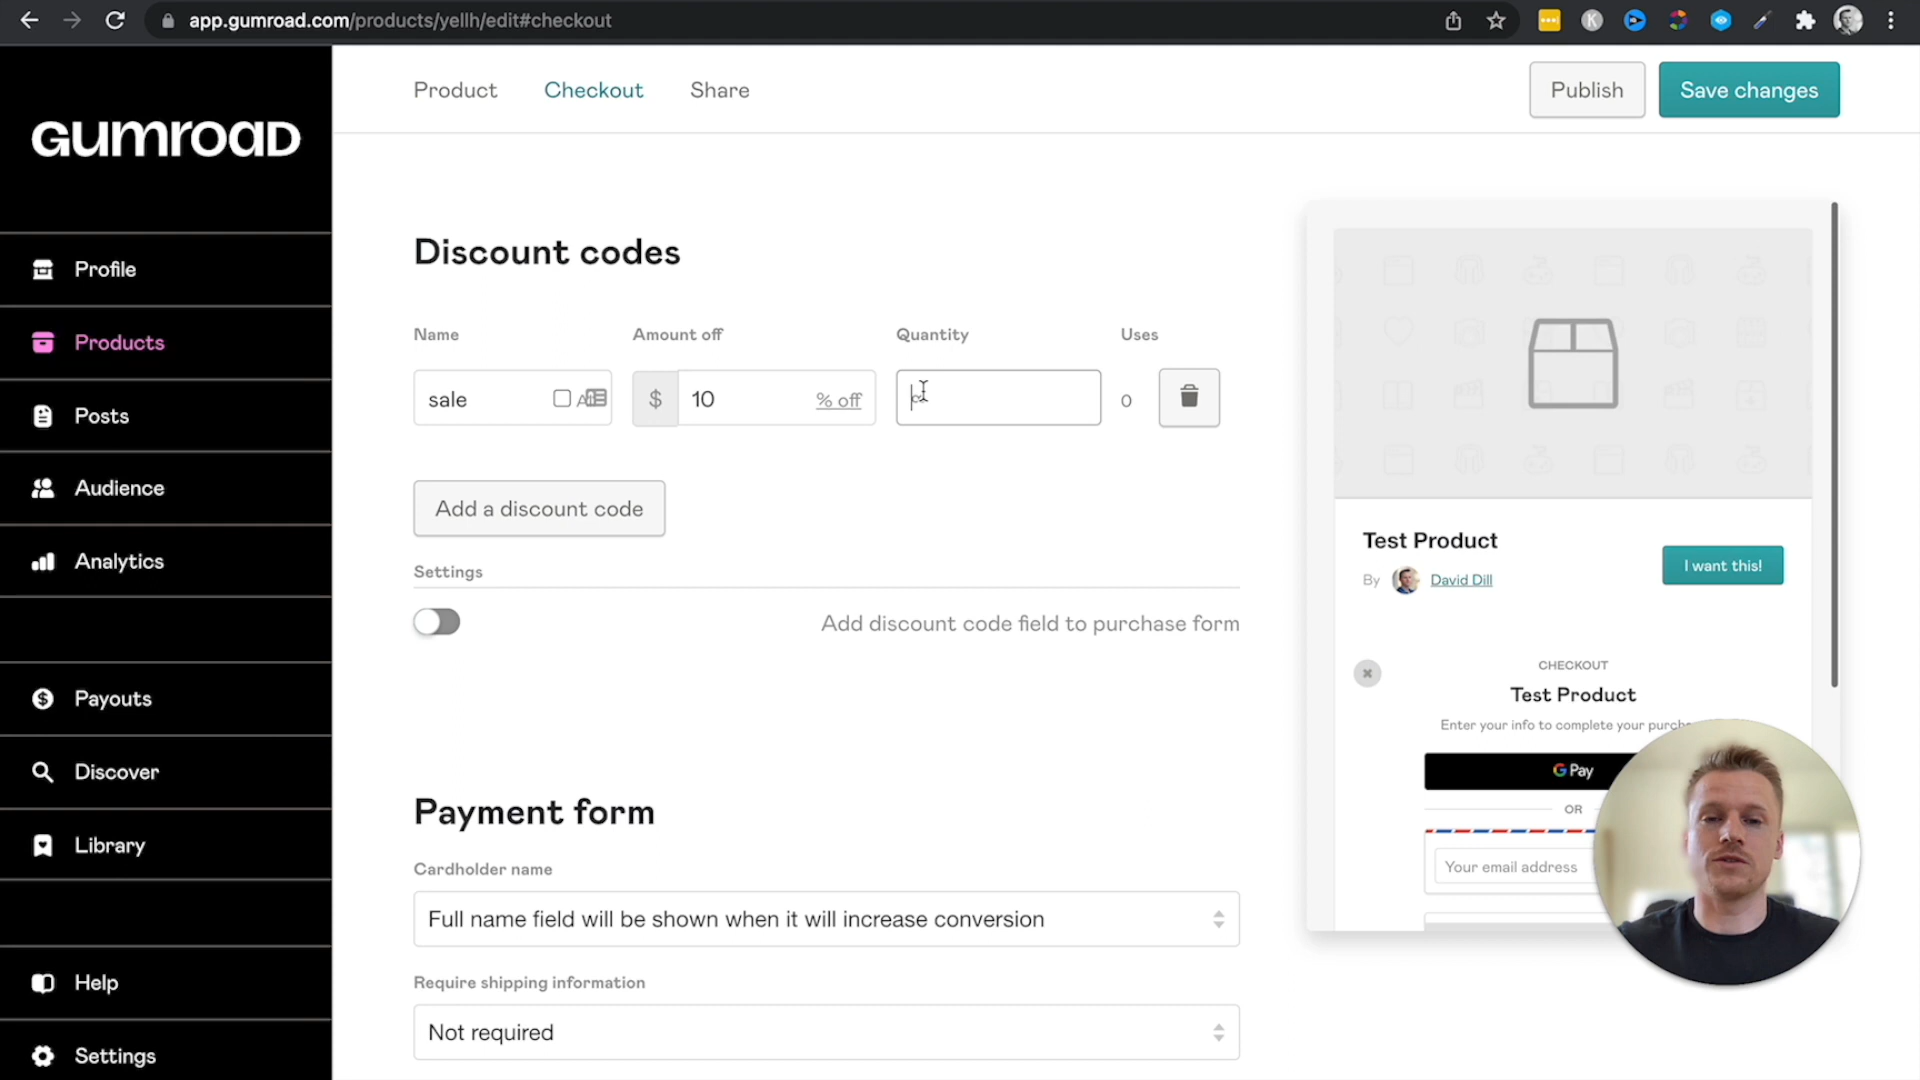 app.gumroad.com/products/yellh/edit#checkout
K
GUMROAD
Product
Checkout
Share
Publish
Save changes
Profile
Products
Posts
Audience
Analytics
Payouts
Discover
Library
Help
Settings
Discount codes
Name
Amount off
Quantity
Uses
sale
$
10
% off
0
Add a discount code
Settings
Add discount code field to purchase form
Payment form
Cardholder name
Full name field will be shown when it will increase conversion
Require shipping information
Not required
Test Product
By David Dill
I want this!
CHECKOUT
Test Product
Enter your info to complete your
G Pay
OR
Your email address